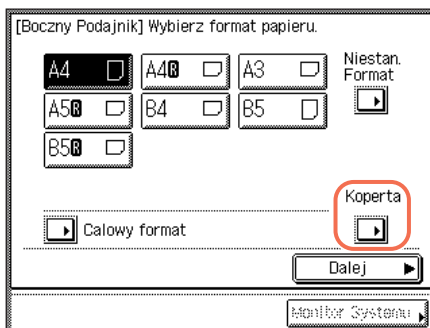 [Boczny Podajnik] Wybierz format papieru.
A4 A4R A3
Niestan.
Format
A5R B4 B5
B5R
Koperta
Calowy format
Dalej
Monitor Systemu